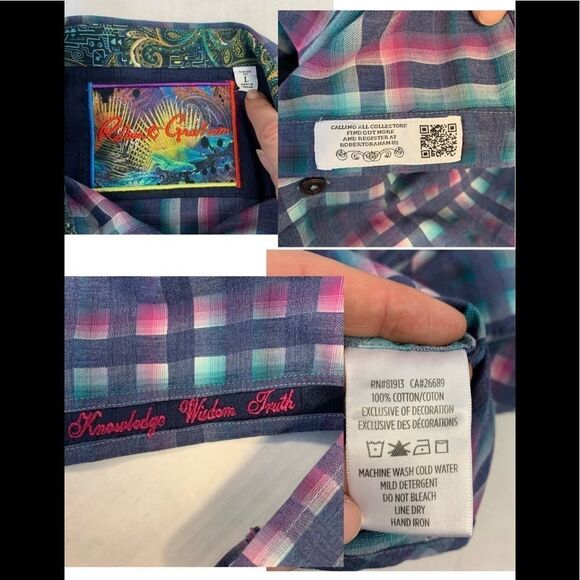 Robert Graham
L
CALLING ALL COLLECTORS!
FIND OUT MORE
AND REGISTER AT
ROBERTGRAHAM.US
Knowledge Wisdom Truth
RN#81913 CA#26689
100% COTTON/COTON
EXCLUSIVE OF DECORATION
EXCLUSIVE DES DÉCORATIONS
MACHINE WASH COLD WATER
MILD DETERGENT
DO NOT BLEACH
LINE DRY
HAND IRON